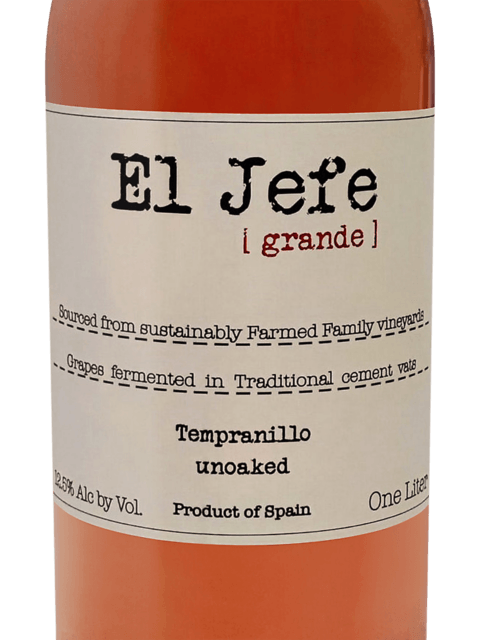 El Jefe
[ grande ]
Sourced from sustainably Farmed Family vineyards
Grapes fermented in Traditional cement vats
Tempranillo
unoaked
12.5% Alc by Vol.
Product of Spain
One Liter